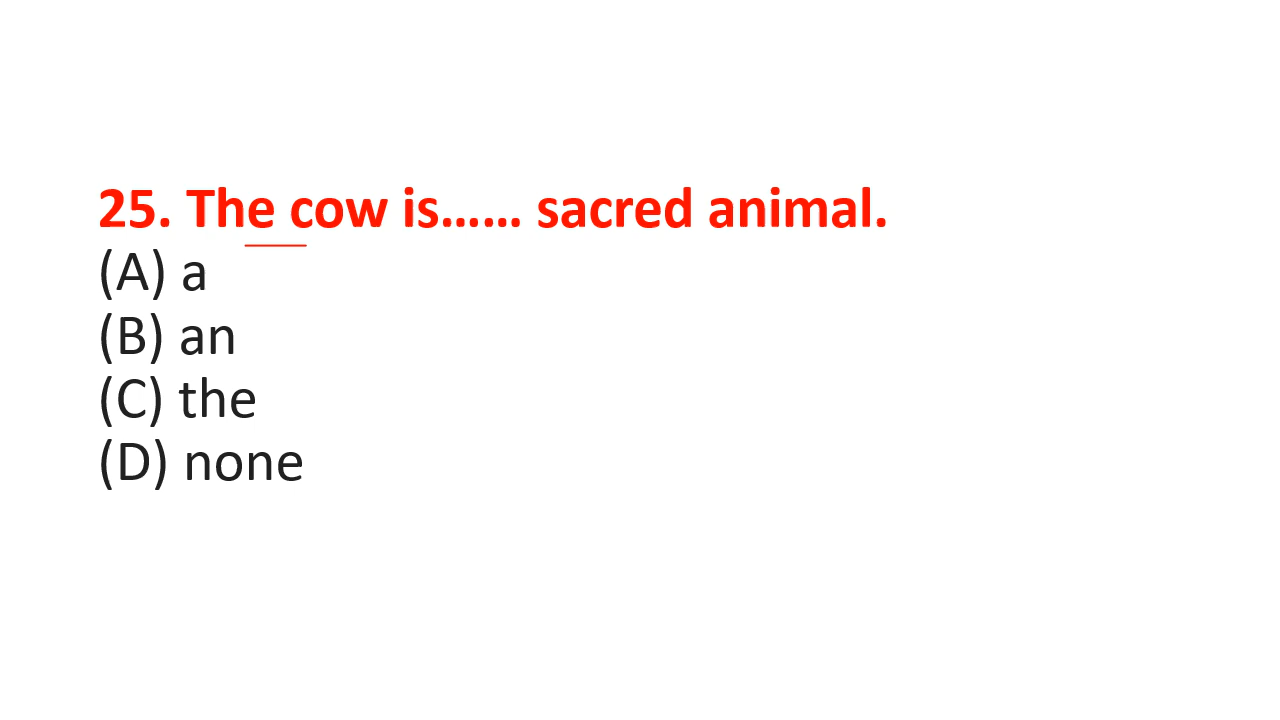 25. The cow is...... sacred animal.
(A) a
(B) an
(C) the
(D) none